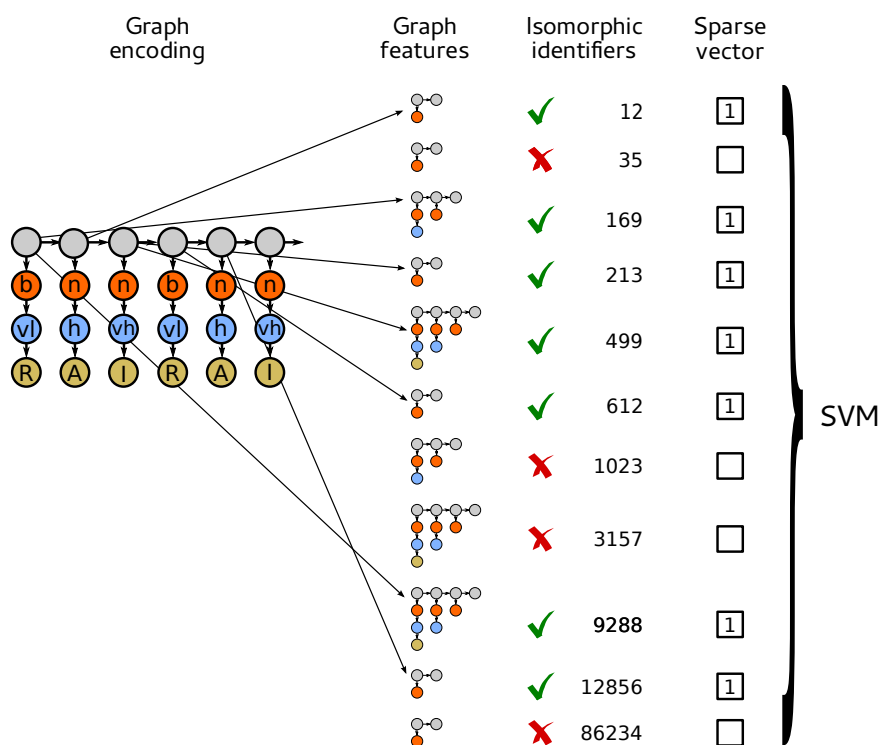 Graph encoding
Graph features
Isomorphic identifiers
Sparse vector
12 1
35
169 1
213 1
b n n b n n
vl h vh vl h vh
499 1
R A I R A I
612 1
SVM
1023
3157
9288 1
12856 1
86234